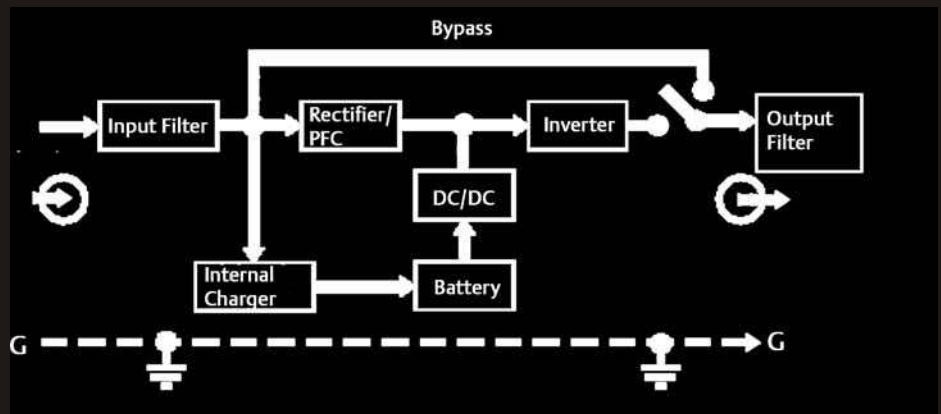 Bypass
Input Filter
Rectifier/
PFC
Inverter
Output
Filter
DC/DC
Internal
Charger
Battery
G
G